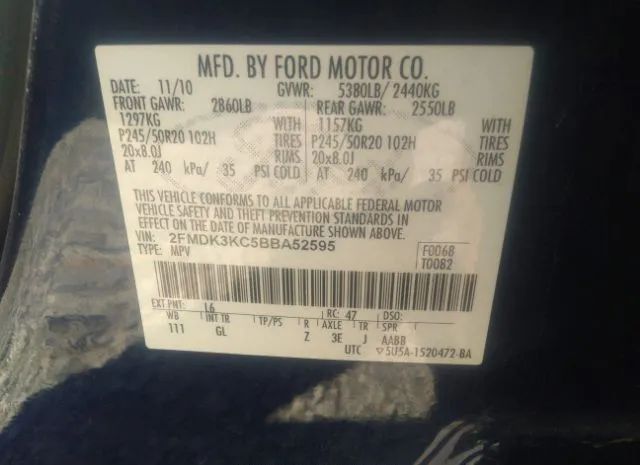 MFD. BY FORD MOTOR CO.
DATE: 11/10 GVWR: 5380LB/ 2440KG
FRONT GAWR: 2860LB REAR GAWR: 2550LB
1297KG WITH 1157KG WITH
P245/50R20 102H TIRES P245/50R20 102H TIRES
20x8.0J RIMS 20x8.0J RIMS
AT 240 kPa/ 35 PSI COLD AT 240 kPa/ 35 PSI COLD
THIS VEHICLE CONFORMS TO ALL APPLICABLE FEDERAL MOTOR
VEHICLE SAFETY AND THEFT PREVENTION STANDARDS IN
EFFECT ON THE DATE OF MANUFACTURE SHOWN ABOVE.
VIN: 2FMDK3KC5BBA52595 F0068
TYPE: MPV T0082
EXT PNT: L6 RC: 47 DSO:
WB INT TR TP/PS R AXLE TR SPR
111 GL Z 3E J AABB
UTC ▽5U5A-1520472-BA